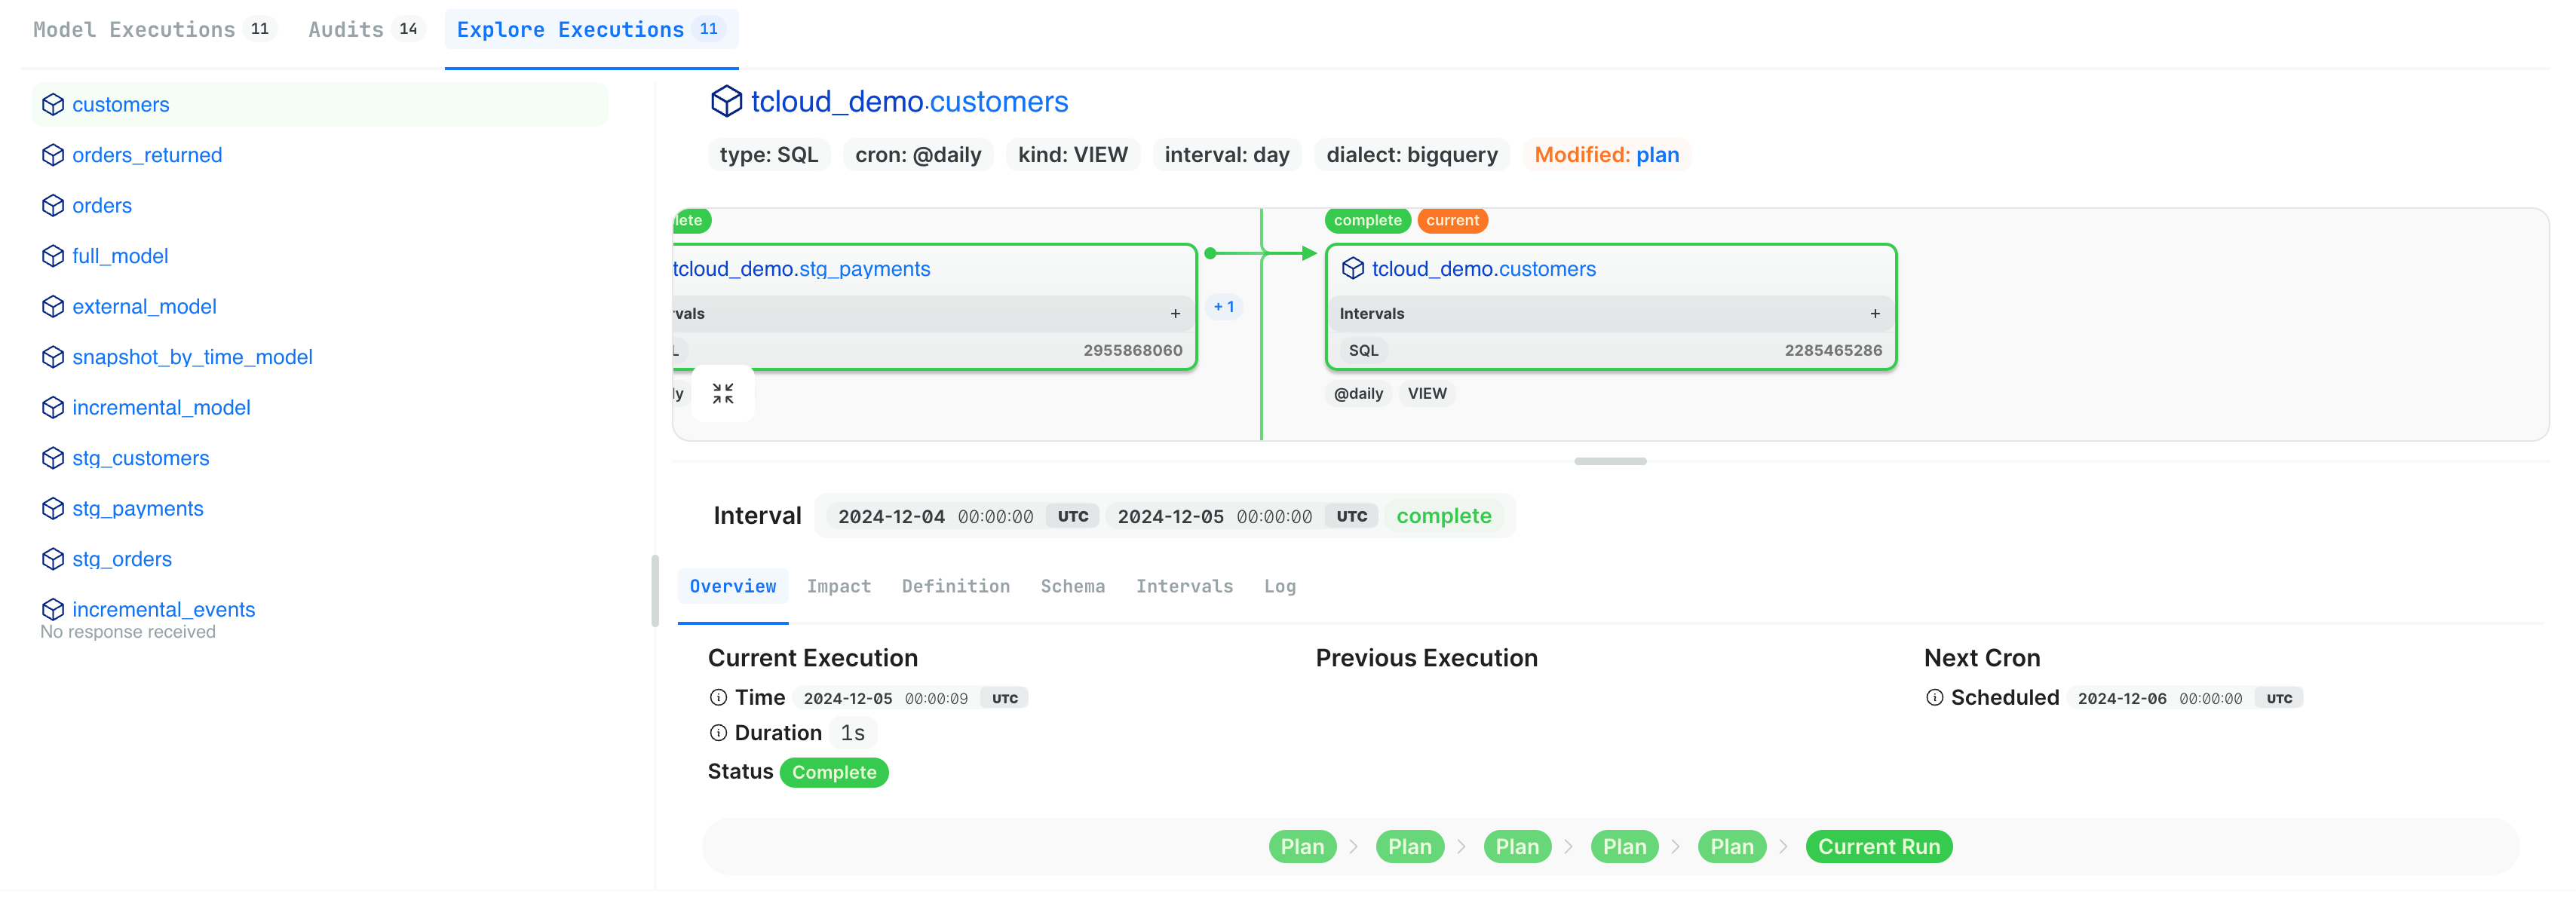 Model Executions 11 Audits 14 Explore Executions 11
customers
orders_returned
orders
full_model
external_model
snapshot_by_time_model
incremental_model
stg_customers
stg_payments
stg_orders
incremental_events
No response received
tcloud_demo.customers
type: SQL cron: @daily kind: VIEW interval: day dialect: bigquery Modified: plan
lete
tcloud_demo.stg_payments
vals +
L 2955868060
ly
+ 1
complete current
tcloud_demo.customers
Intervals +
SQL 2285465286
@daily VIEW
Interval 2024-12-04 00:00:00 UTC 2024-12-05 00:00:00 UTC complete
Overview Impact Definition Schema Intervals Log
Current Execution
Time 2024-12-05 00:00:09 UTC
Duration 1s
Status Complete
Previous Execution
Next Cron
Scheduled 2024-12-06 00:00:00 UTC
Plan Plan Plan Plan Plan Current Run